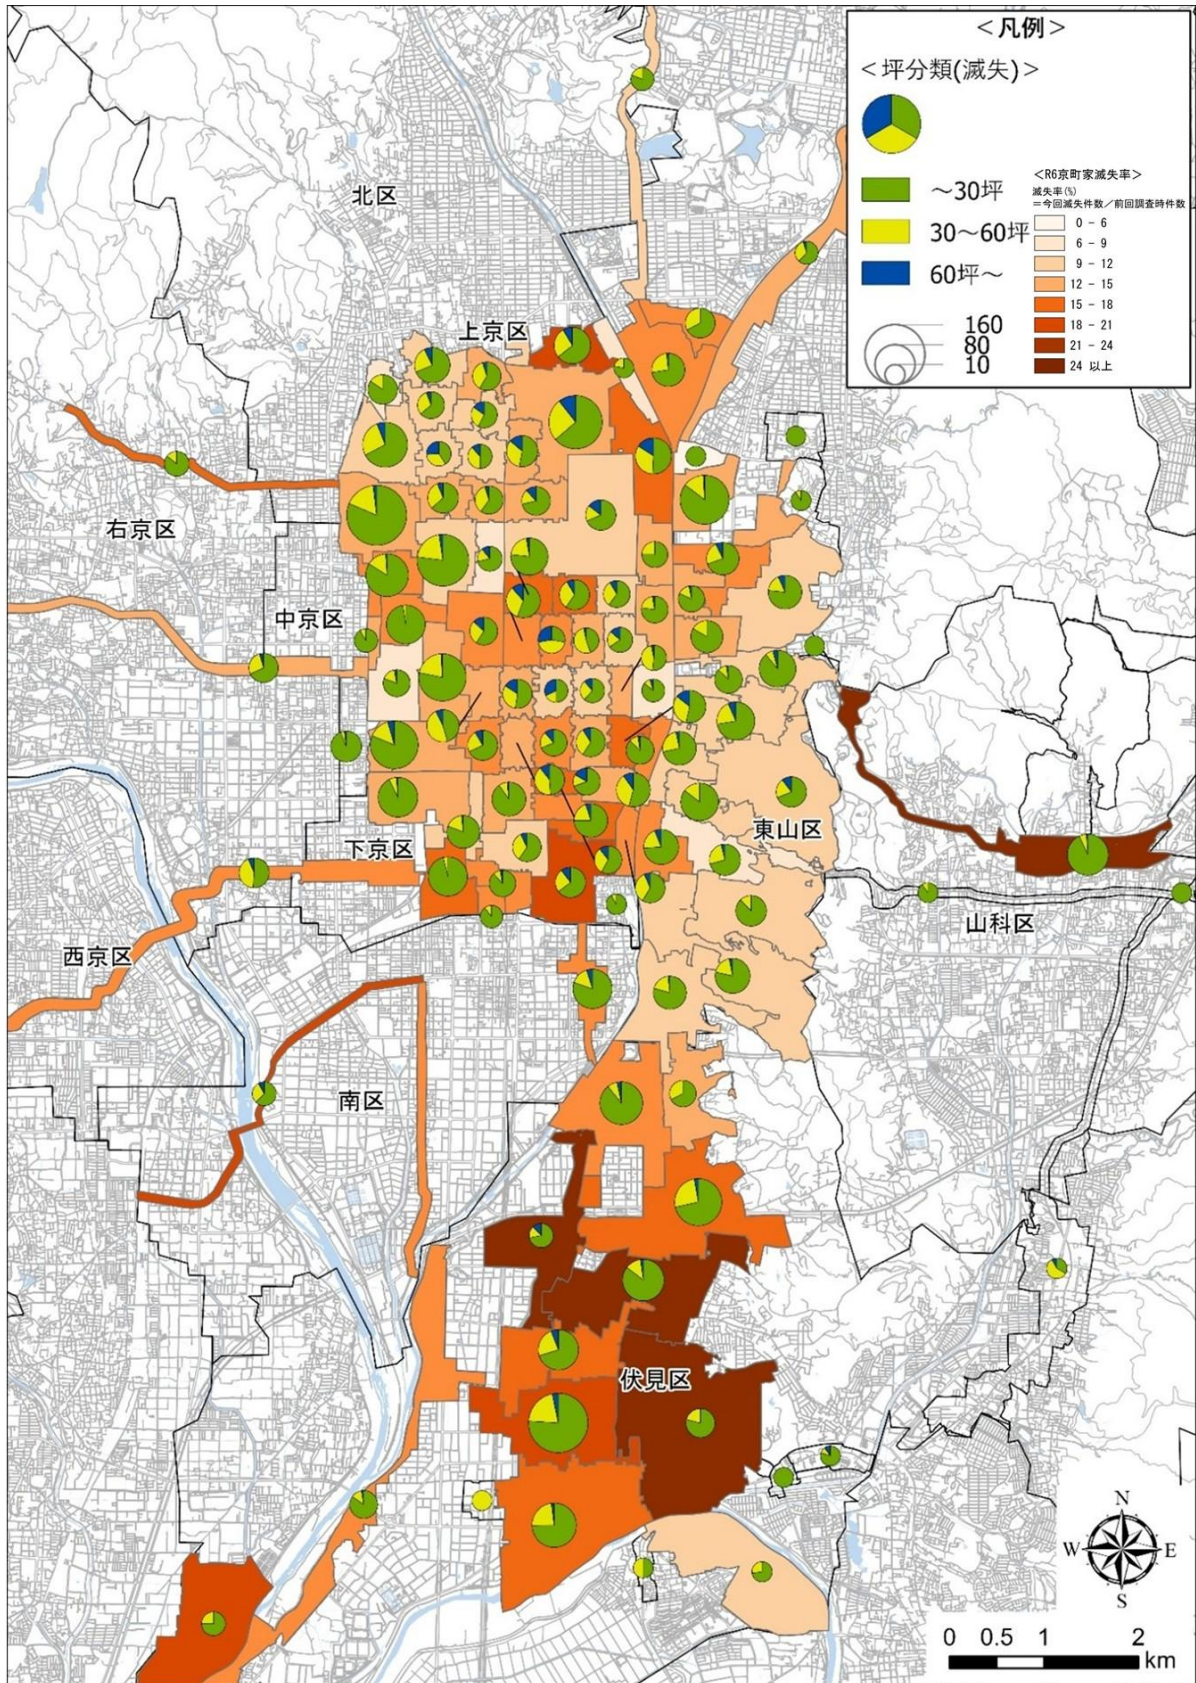 ＜凡例＞
＜坪分類(滅失)＞
～30坪
30～60坪
60坪～
160
80
10
＜R6京町家滅失率＞
滅失率(%)
＝今回滅失件数／前回調査時件数
0 - 6
6 - 9
9 - 12
12 - 15
15 - 18
18 - 21
21 - 24
24 以上
北区
上京区
右京区
中京区
東山区
下京区
山科区
西京区
南区
伏見区
N
W E
S
0 0.5 1 2
km